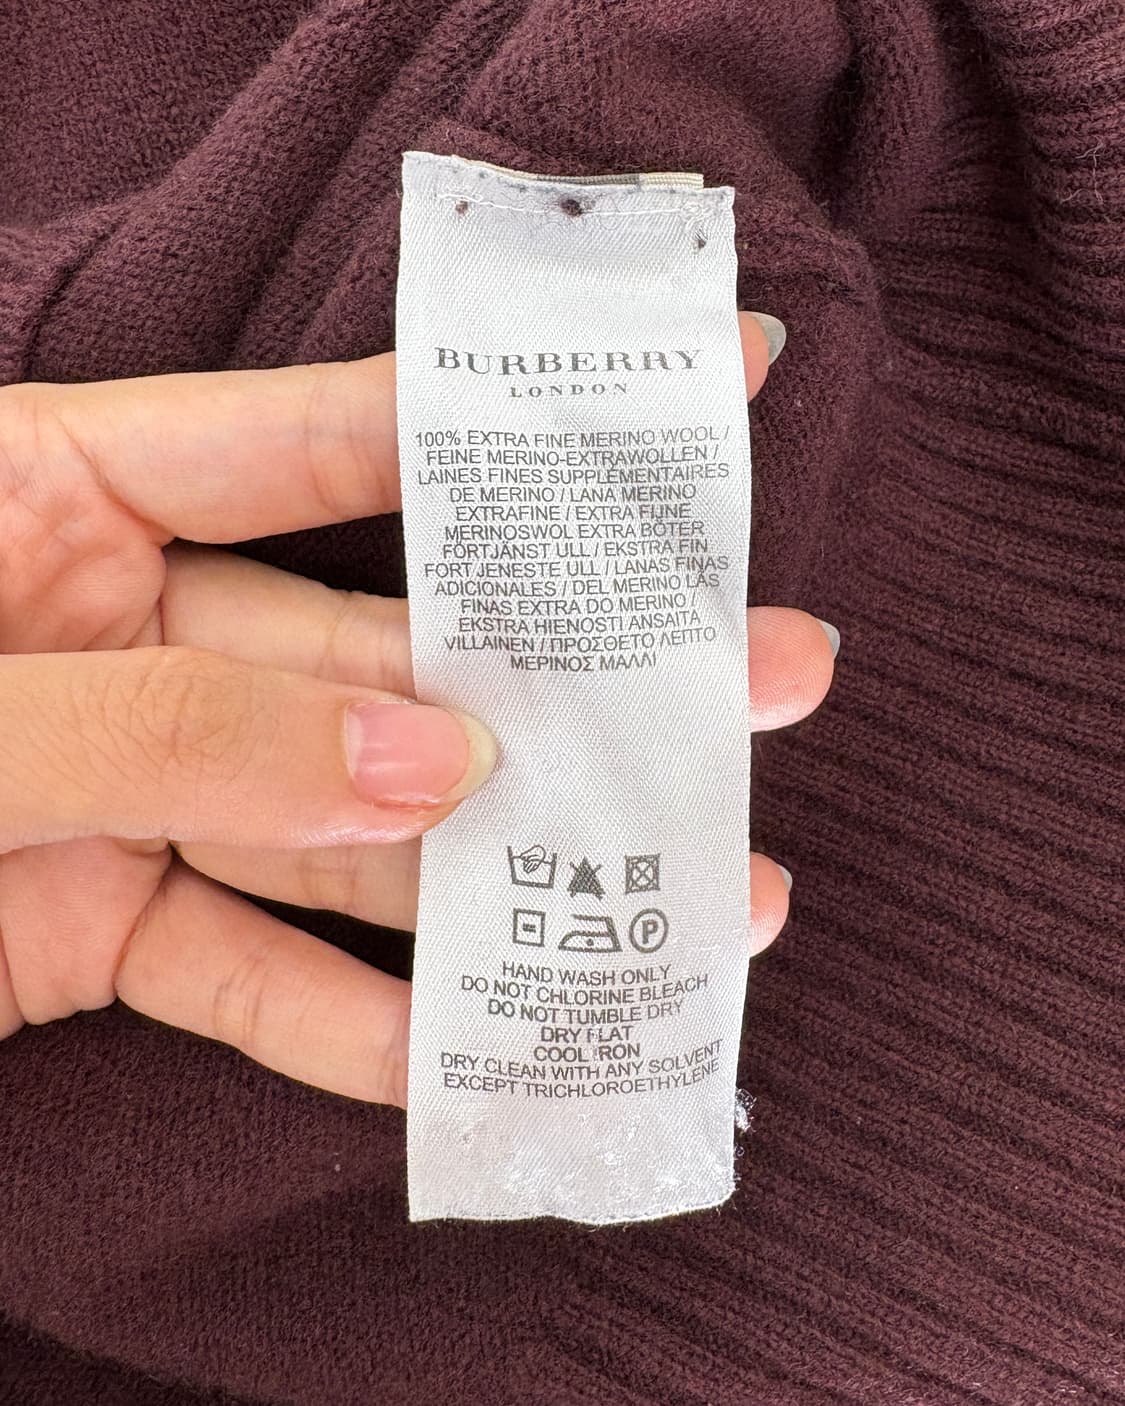 BURBERRY
LONDON
100% EXTRA FINE MERINO WOOL /
FEINE MERINO-EXTRAWOLLEN /
LAINES FINES SUPPLÉMENTAIRES
DE MERINO / LANA MERINO
EXTRAFINE / EXTRA FIJNE
MERINOSWOL EXTRA BÖTER
FÖRTJÄNST ULL / EKSTRA FIN
FORT JENESTE ULL / LANAS FINAS
ADICIONALES / DEL MERINO LÃS
FINAS EXTRA DO MERINO /
EKSTRA HIENOSTI ANSAITA
VILLAINEN / ΠΡΟΣΘΕΤΟ ΛΕΠΤΟ
ΜΕΡΙΝΟΣ ΜΑΛΛΙ
P
HAND WASH ONLY
DO NOT CHLORINE BLEACH
DO NOT TUMBLE DRY
DRY FLAT
COOL IRON
DRY CLEAN WITH ANY SOLVENT
EXCEPT TRICHLOROETHYLENE